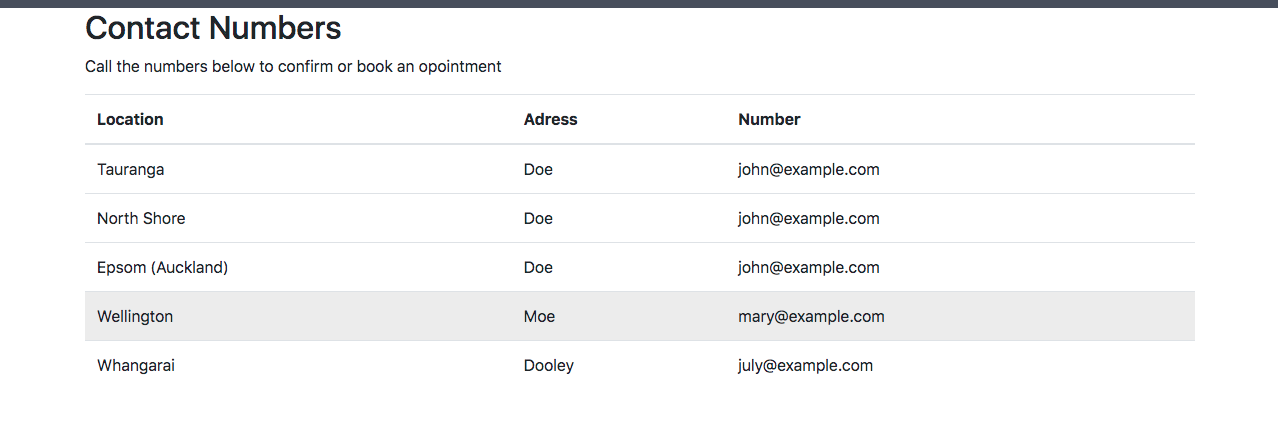 Contact Numbers
Call the numbers below to confirm or book an opointment
Location Adress Number
Tauranga Doe john@example.com
North Shore Doe john@example.com
Epsom (Auckland) Doe john@example.com
Wellington Moe mary@example.com
Whangarai Dooley july@example.com